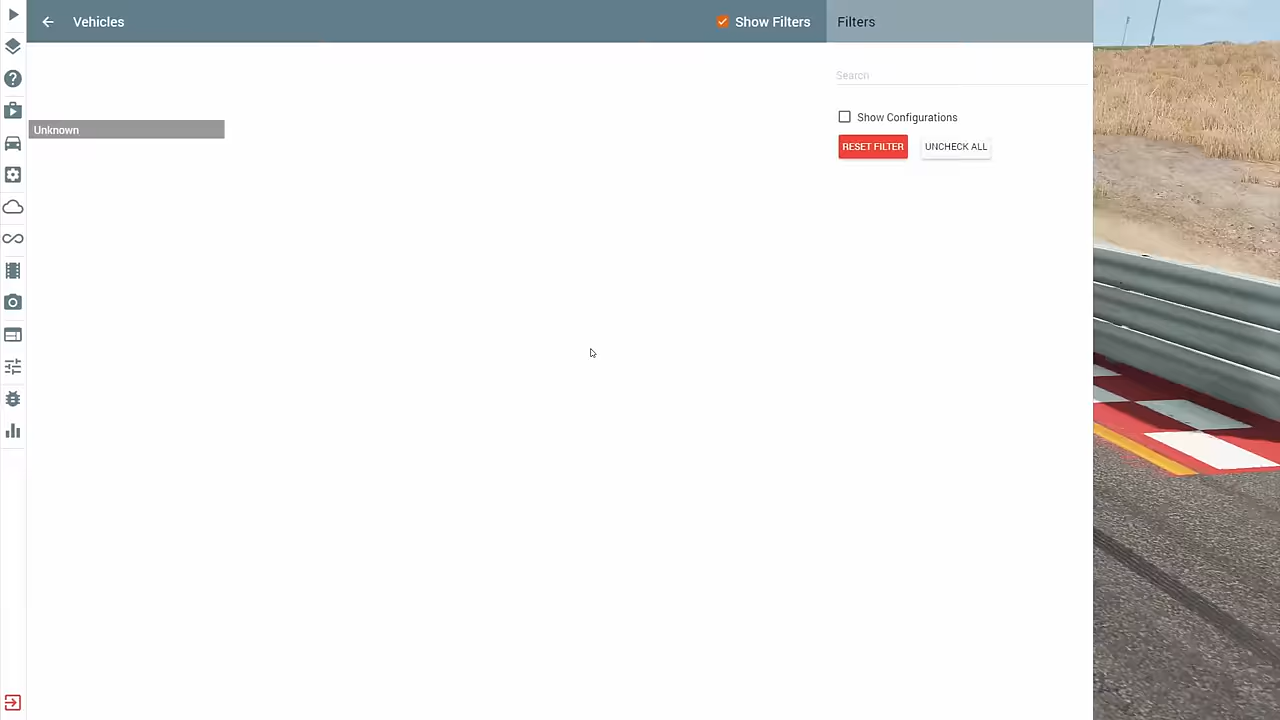 Vehicles
Show Filters
Filters
Search
Unknown
Show Configurations
RESET FILTER
UNCHECK ALL